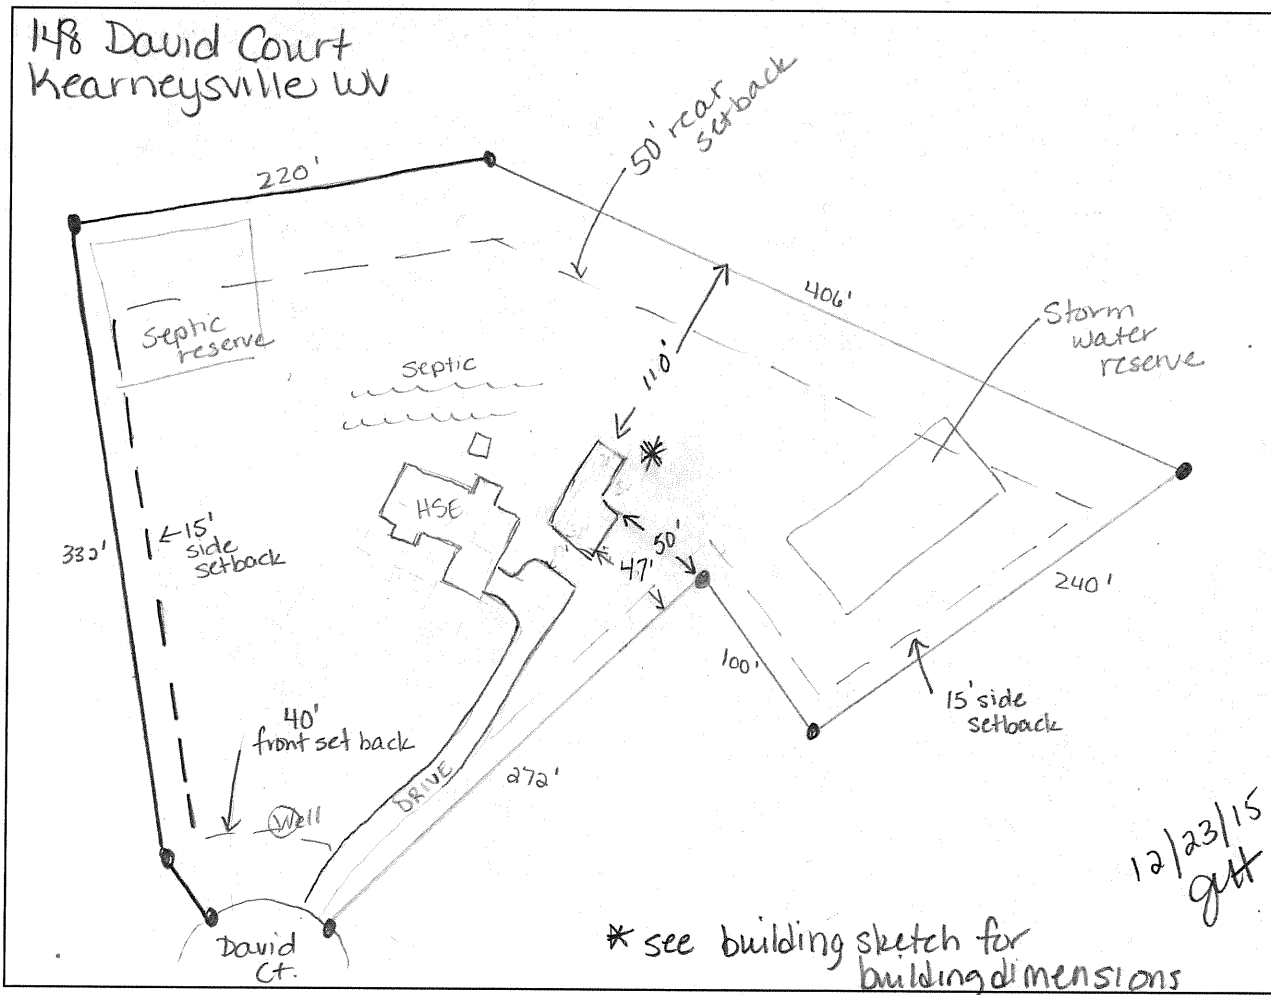 148 David Court
Kearneysville WV
50' rear
setback
220'
406'
Storm
water
reserve
Septic
reserve
Septic
110'
*
HSE
←15'
side
setback
332'
50'
47'
240'
100'
15' side
setback
40'
front set back
272'
DRIVE
Well
12/23/15
David
Ct.
* see building sketch for
building dimensions